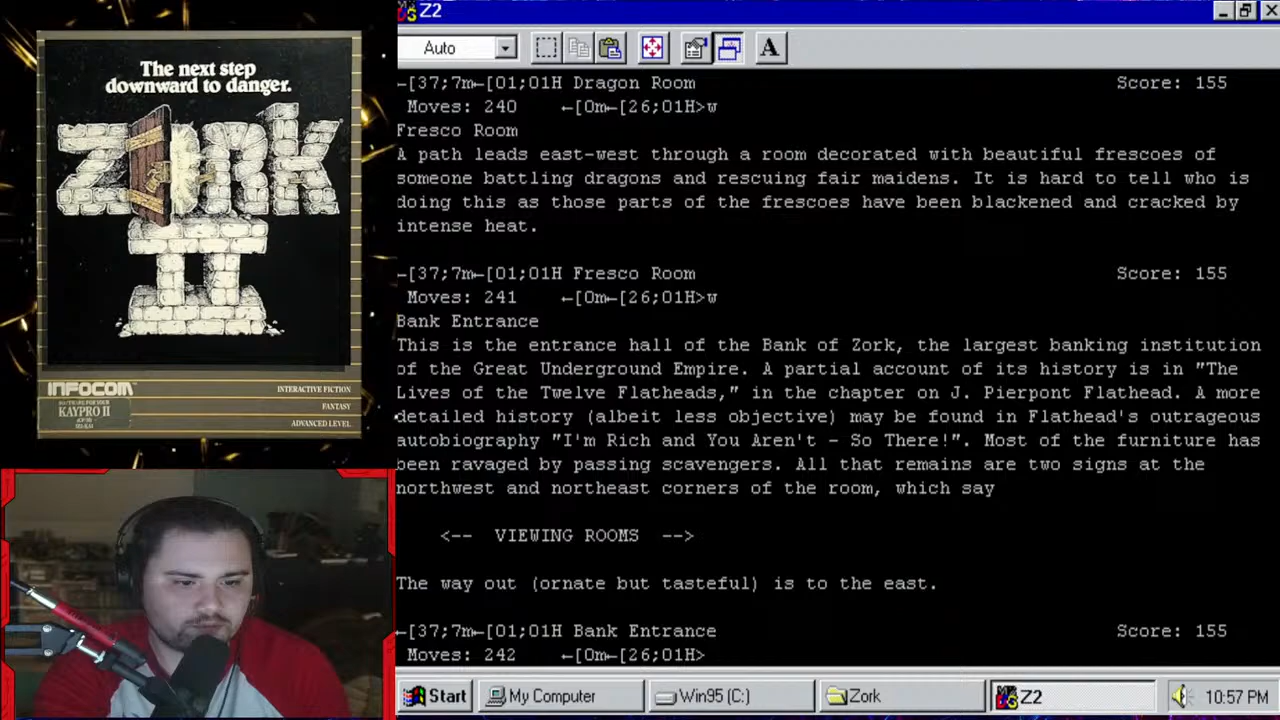 The next step
downward to danger.
ZORK
II
INFOCOM
INTERACTIVE FICTION
KAYPRO II
FANTASY
ADVANCED LEVEL
Z2
Auto
A
←[37;7m←[01;01H Dragon Room Score: 155
Moves: 240 ←[0m←[26;01H>w
Fresco Room
A path leads east-west through a room decorated with beautiful frescoes of
someone battling dragons and rescuing fair maidens. It is hard to tell who is
doing this as those parts of the frescoes have been blackened and cracked by
intense heat.
←[37;7m←[01;01H Fresco Room Score: 155
Moves: 241 ←[0m←[26;01H>w
Bank Entrance
This is the entrance hall of the Bank of Zork, the largest banking institution
of the Great Underground Empire. A partial account of its history is in "The
Lives of the Twelve Flatheads," in the chapter on J. Pierpont Flathead. A more
detailed history (albeit less objective) may be found in Flathead's outrageous
autobiography "I'm Rich and You Aren't - So There!". Most of the furniture has
been ravaged by passing scavengers. All that remains are two signs at the
northwest and northeast corners of the room, which say
<-- VIEWING ROOMS -->
The way out (ornate but tasteful) is to the east.
←[37;7m←[01;01H Bank Entrance Score: 155
Moves: 242 ←[0m←[26;01H>
Start
My Computer
Win95 (C:)
Zork
Z2
10:57 PM